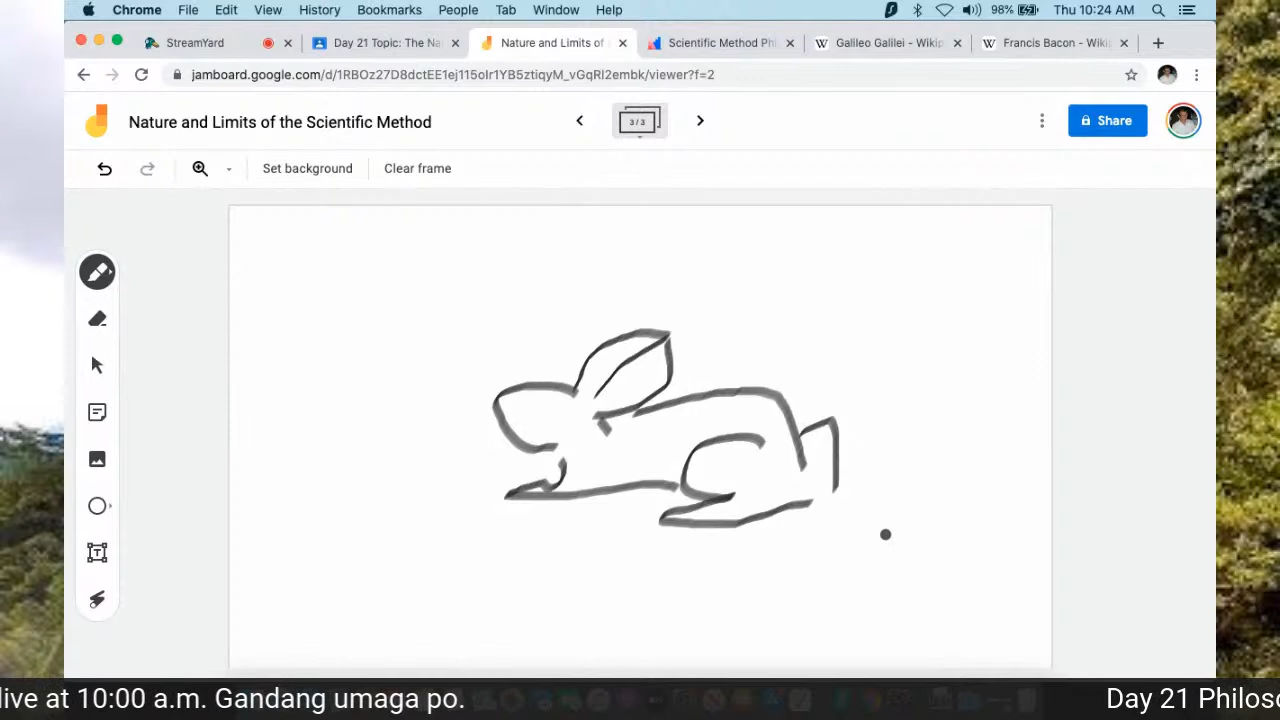 Chrome File Edit View History Bookmarks People Tab Window Help 98% Thu 10:24 AM
StreamYard Day 21 Topic: The Na Nature and Limits of Scientific Method Phi Galileo Galilei - Wikip Francis Bacon - Wikip
jamboard.google.com/d/1RBOz27D8dctEE1ej115oIr1YB5ztiqyM_vGqRl2embk/viewer?f=2
Nature and Limits of the Scientific Method 3 / 3 Share
Set background Clear frame
live at 10:00 a.m. Gandang umaga po. Day 21 Philoso